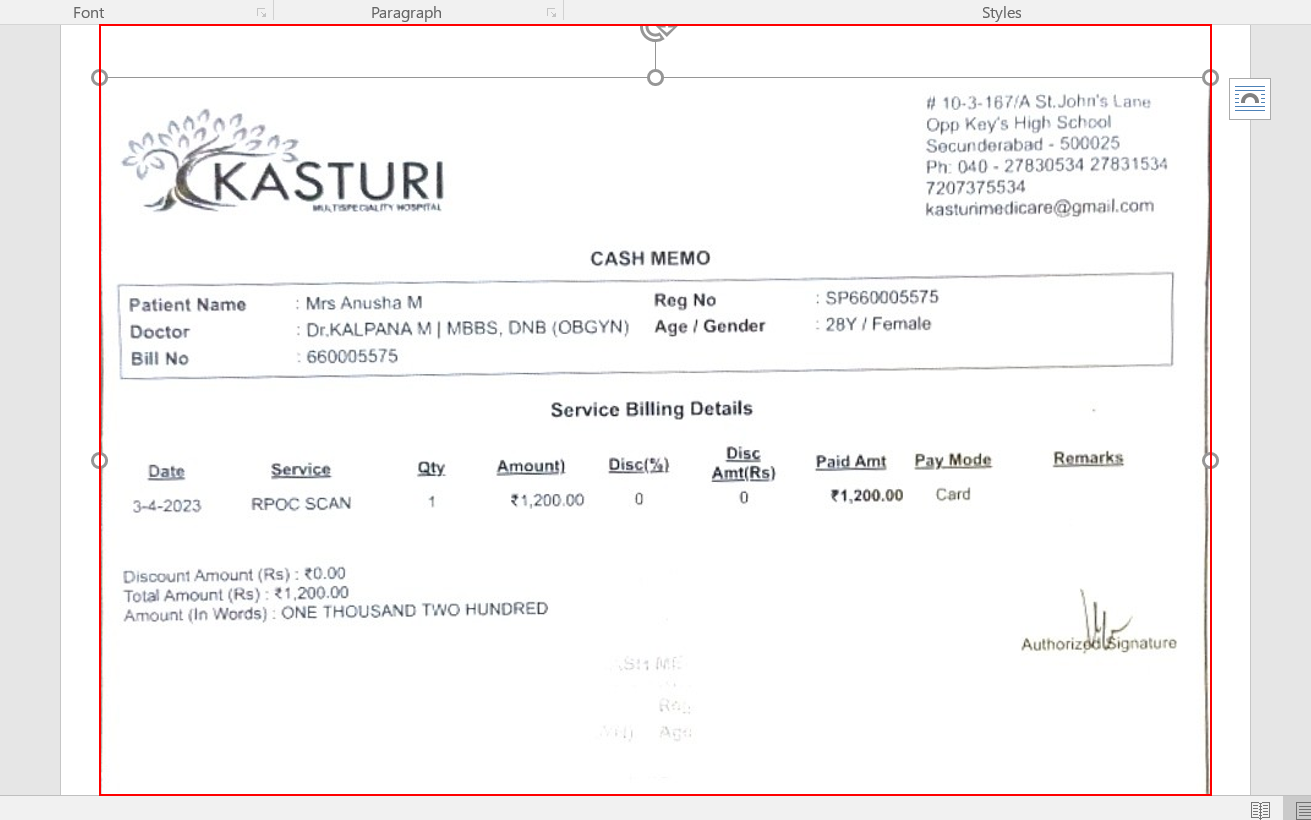 Font Paragraph Styles
KASTURI
MULTISPECIALITY HOSPITAL
# 10-3-167/A St.John's Lane
Opp Key's High School
Secunderabad - 500025
Ph: 040 - 27830534 27831534
7207375534
kasturimedicare@gmail.com
CASH MEMO
Patient Name : Mrs Anusha M Reg No : SP660005575
Doctor : Dr.KALPANA M | MBBS, DNB (OBGYN) Age / Gender : 28Y / Female
Bill No : 660005575
Service Billing Details
Date Service Qty Amount) Disc(%) Disc Amt(Rs) Paid Amt Pay Mode Remarks
3-4-2023 RPOC SCAN 1 ₹1,200.00 0 0 ₹1,200.00 Card
Discount Amount (Rs) : ₹0.00
Total Amount (Rs) : ₹1,200.00
Amount (In Words) : ONE THOUSAND TWO HUNDRED
Authorized Signature
Reg
Age